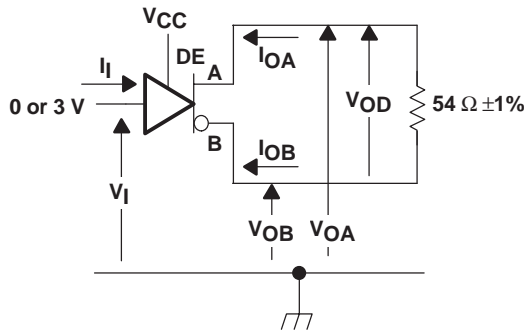 VCC
II
DE
A
IOA
0 or 3 V
VOD
54 Ω ±1%
B
IOB
VI
VOB
VOA